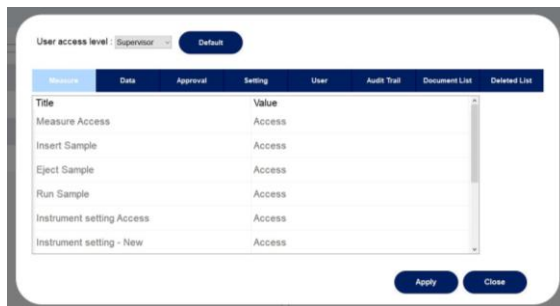 User access level : Supervisor Default
Measure Data Approval Setting User Audit Trail Document List Deleted List
Title Value
Measure Access Access
Insert Sample Access
Eject Sample Access
Run Sample Access
Instrument setting Access Access
Instrument setting - New Access
Apply Close